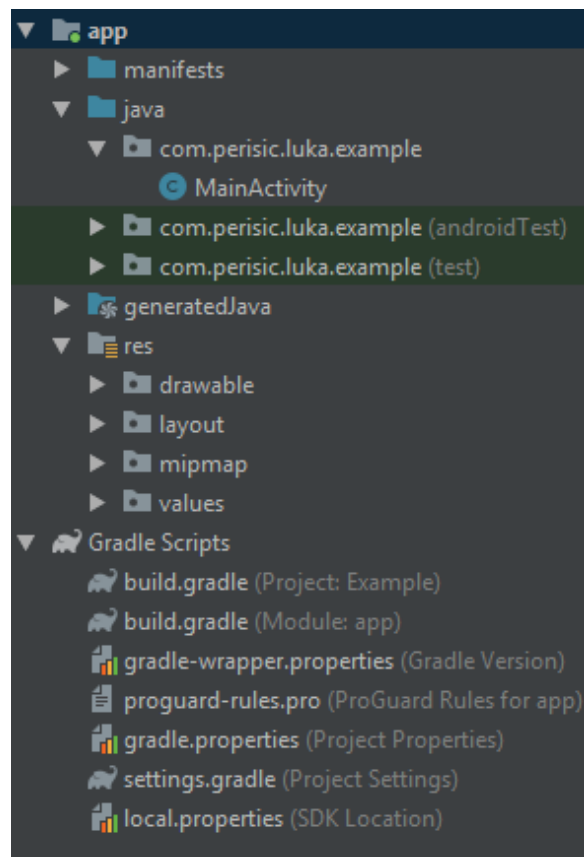 app
manifests
java
com.perisic.luka.example
MainActivity
com.perisic.luka.example (androidTest)
com.perisic.luka.example (test)
generatedJava
res
drawable
layout
mipmap
values
Gradle Scripts
build.gradle (Project: Example)
build.gradle (Module: app)
gradle-wrapper.properties (Gradle Version)
proguard-rules.pro (ProGuard Rules for app)
gradle.properties (Project Properties)
settings.gradle (Project Settings)
local.properties (SDK Location)